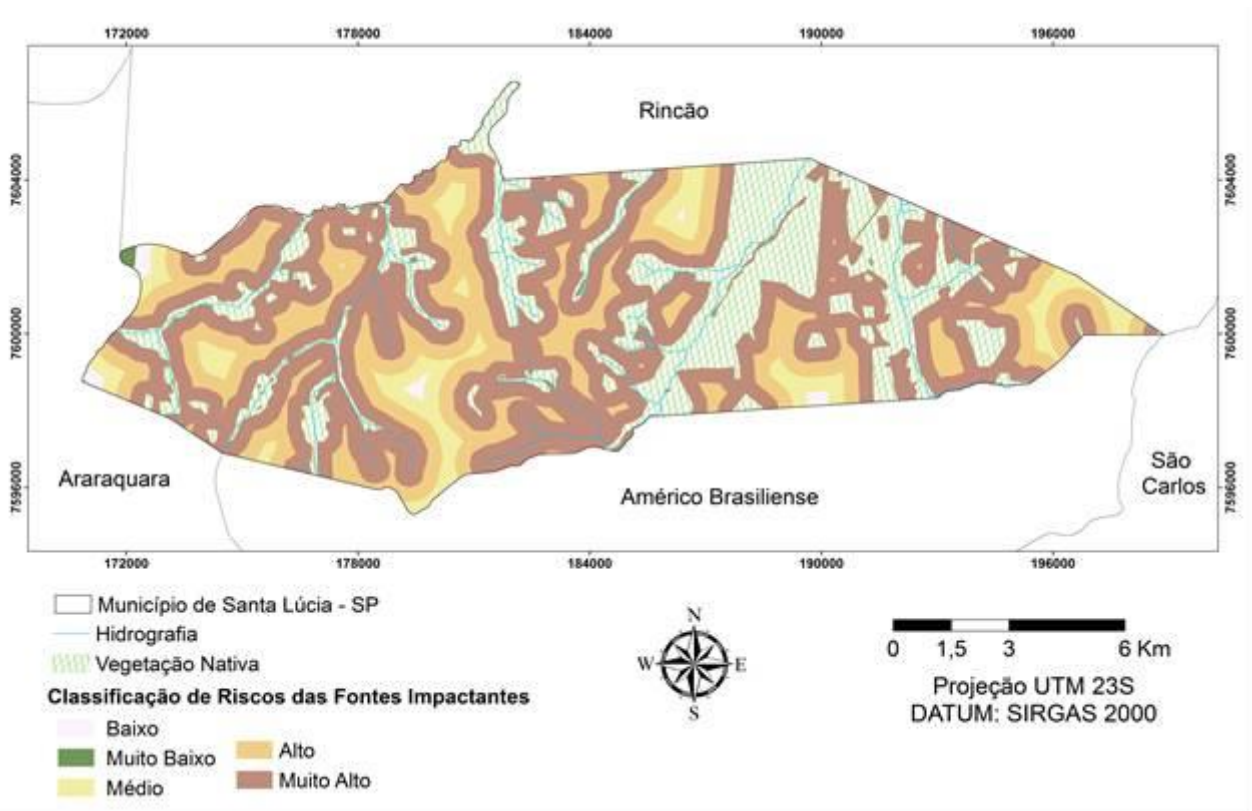 172000 178000 184000 190000 196000
Rincão
7604000 7604000
7600000 7600000
7596000 7596000
Araraquara
Américo Brasiliense
São
Carlos
172000 178000 184000 190000 196000
Município de Santa Lúcia - SP
Hidrografia
Vegetação Nativa
Classificação de Riscos das Fontes Impactantes
Baixo
Muito Baixo
Médio
Alto
Muito Alto
N
W E
S
0 1,5 3 6 Km
Projeção UTM 23S
DATUM: SIRGAS 2000